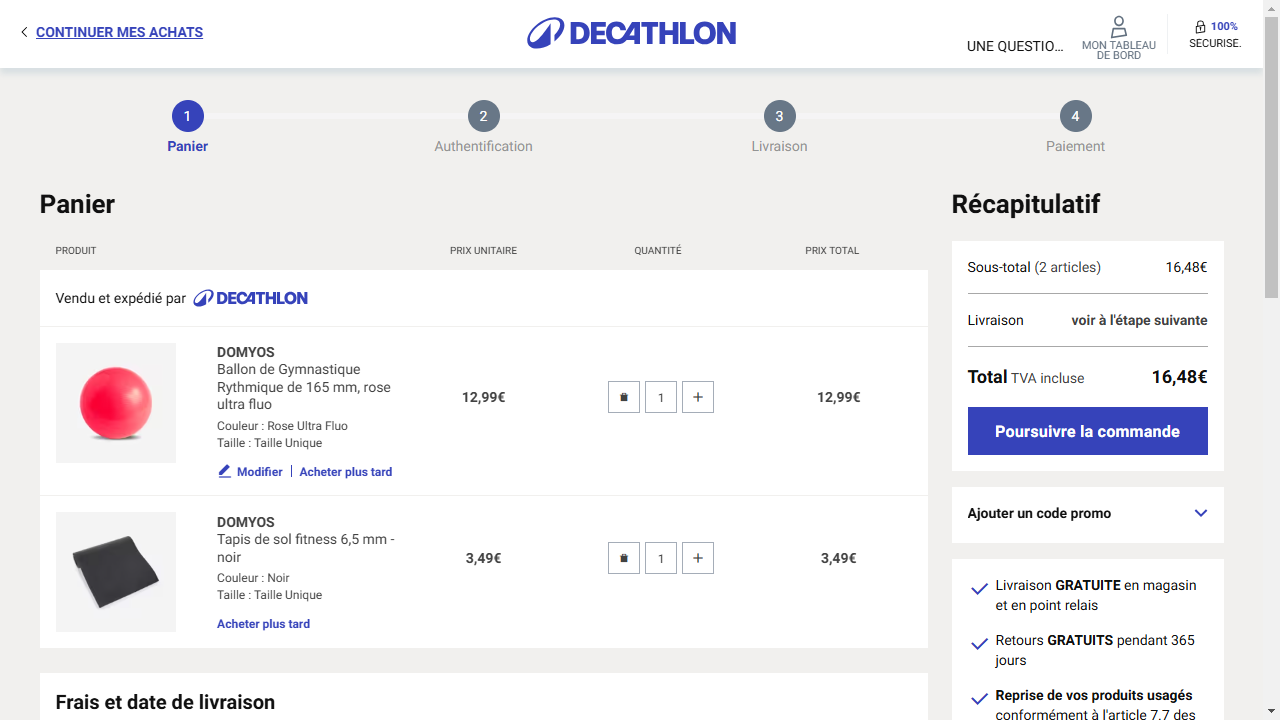 CONTINUER MES ACHATS
DECATHLON
UNE QUESTIO...
MON TABLEAU
DE BORD
100%
SECURISE.
1
2
3
4
Panier
Authentification
Livraison
Paiement
Panier
PRODUIT
PRIX UNITAIRE
QUANTITÉ
PRIX TOTAL
Vendu et expédié par DECATHLON
DOMYOS
Ballon de Gymnastique
Rythmique de 165 mm, rose
ultra fluo
Couleur : Rose Ultra Fluo
Taille : Taille Unique
Modifier | Acheter plus tard
12,99€
1
12,99€
DOMYOS
Tapis de sol fitness 6,5 mm -
noir
Couleur : Noir
Taille : Taille Unique
Acheter plus tard
3,49€
1
3,49€
Frais et date de livraison
Récapitulatif
Sous-total (2 articles) 16,48€
Livraison voir à l'étape suivante
Total TVA incluse 16,48€
Poursuivre la commande
Ajouter un code promo
Livraison GRATUITE en magasin
et en point relais
Retours GRATUITS pendant 365
jours
Reprise de vos produits usagés
conformément à l'article 7.7 des